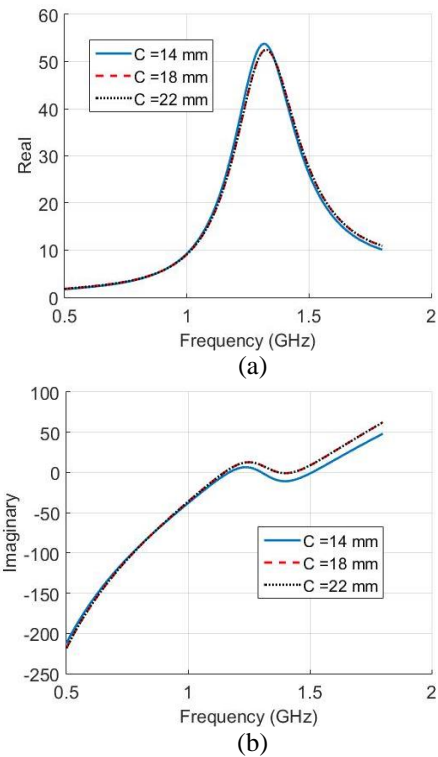 60
50
40
30
20
10
0
Real
C =14 mm
C =18 mm
C =22 mm
0.5 1 1.5 2
Frequency (GHz)
(a)
100
50
0
-50
-100
-150
-200
-250
Imaginary
C =14 mm
C =18 mm
C =22 mm
0.5 1 1.5 2
Frequency (GHz)
(b)